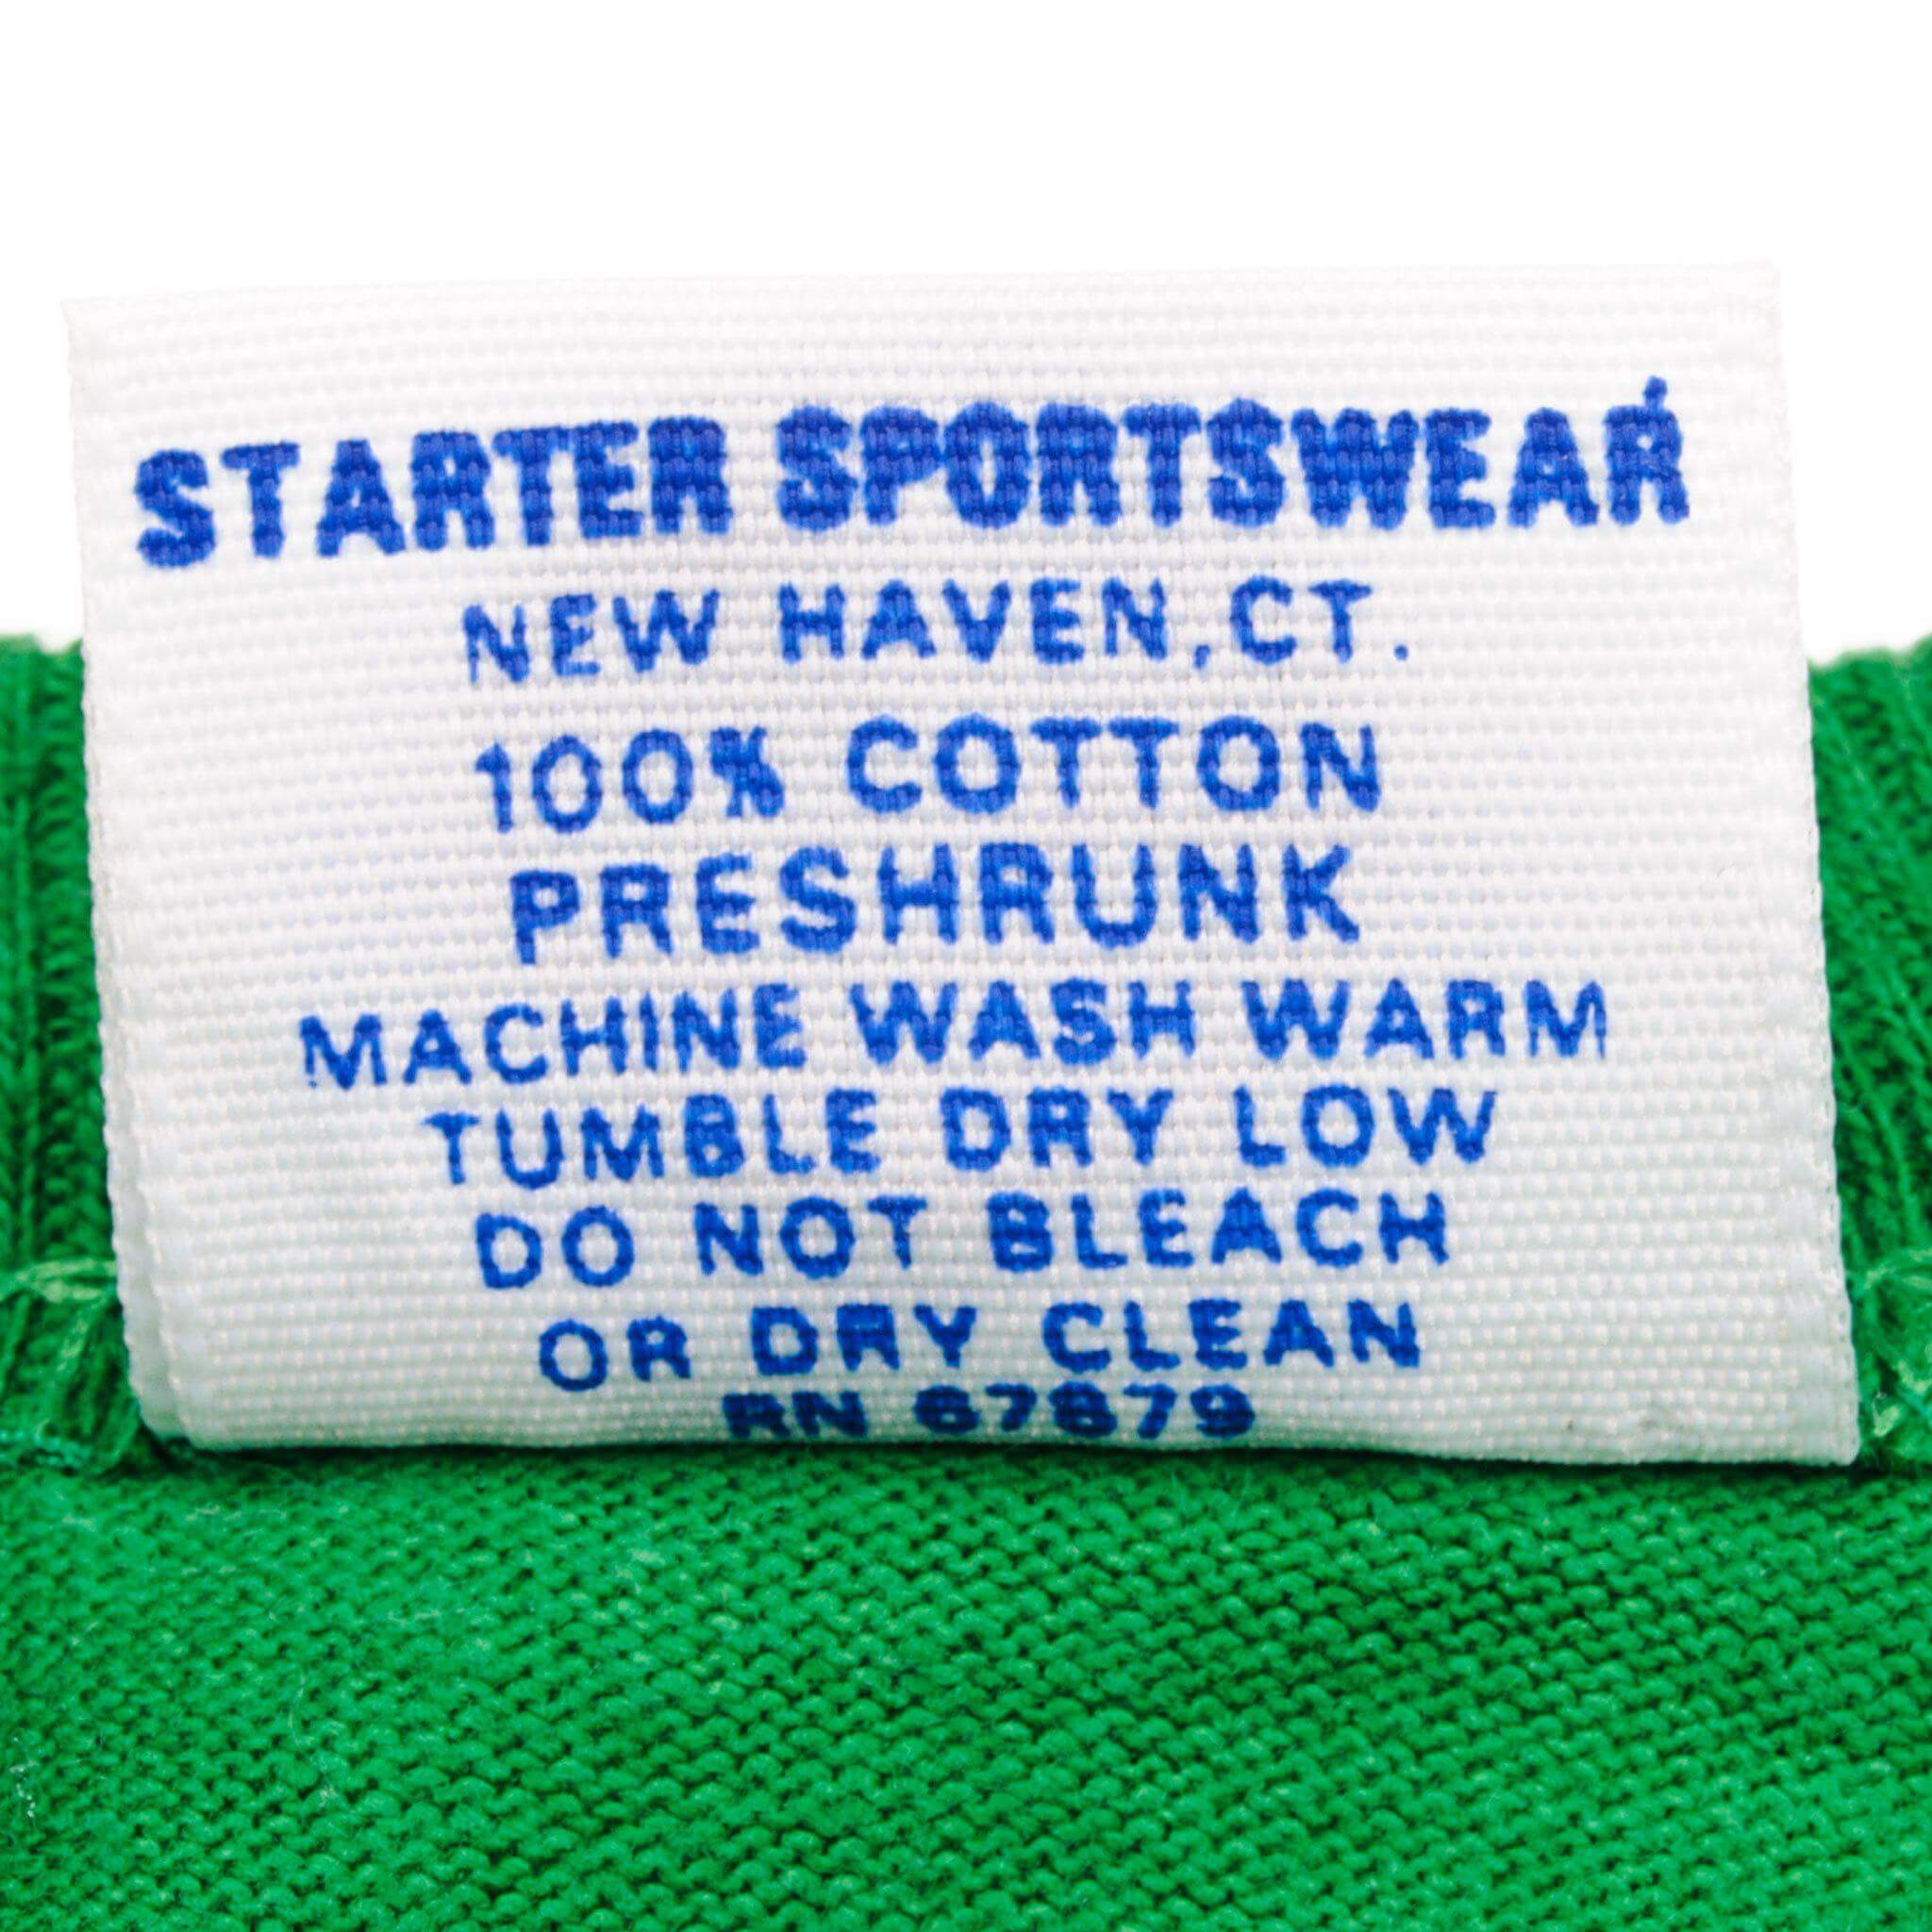 STARTER SPORTSWEAR
NEW HAVEN, CT.
100% COTTON
PRESHRUNK
MACHINE WASH WARM
TUMBLE DRY LOW
DO NOT BLEACH
OR DRY CLEAN
RN 67879